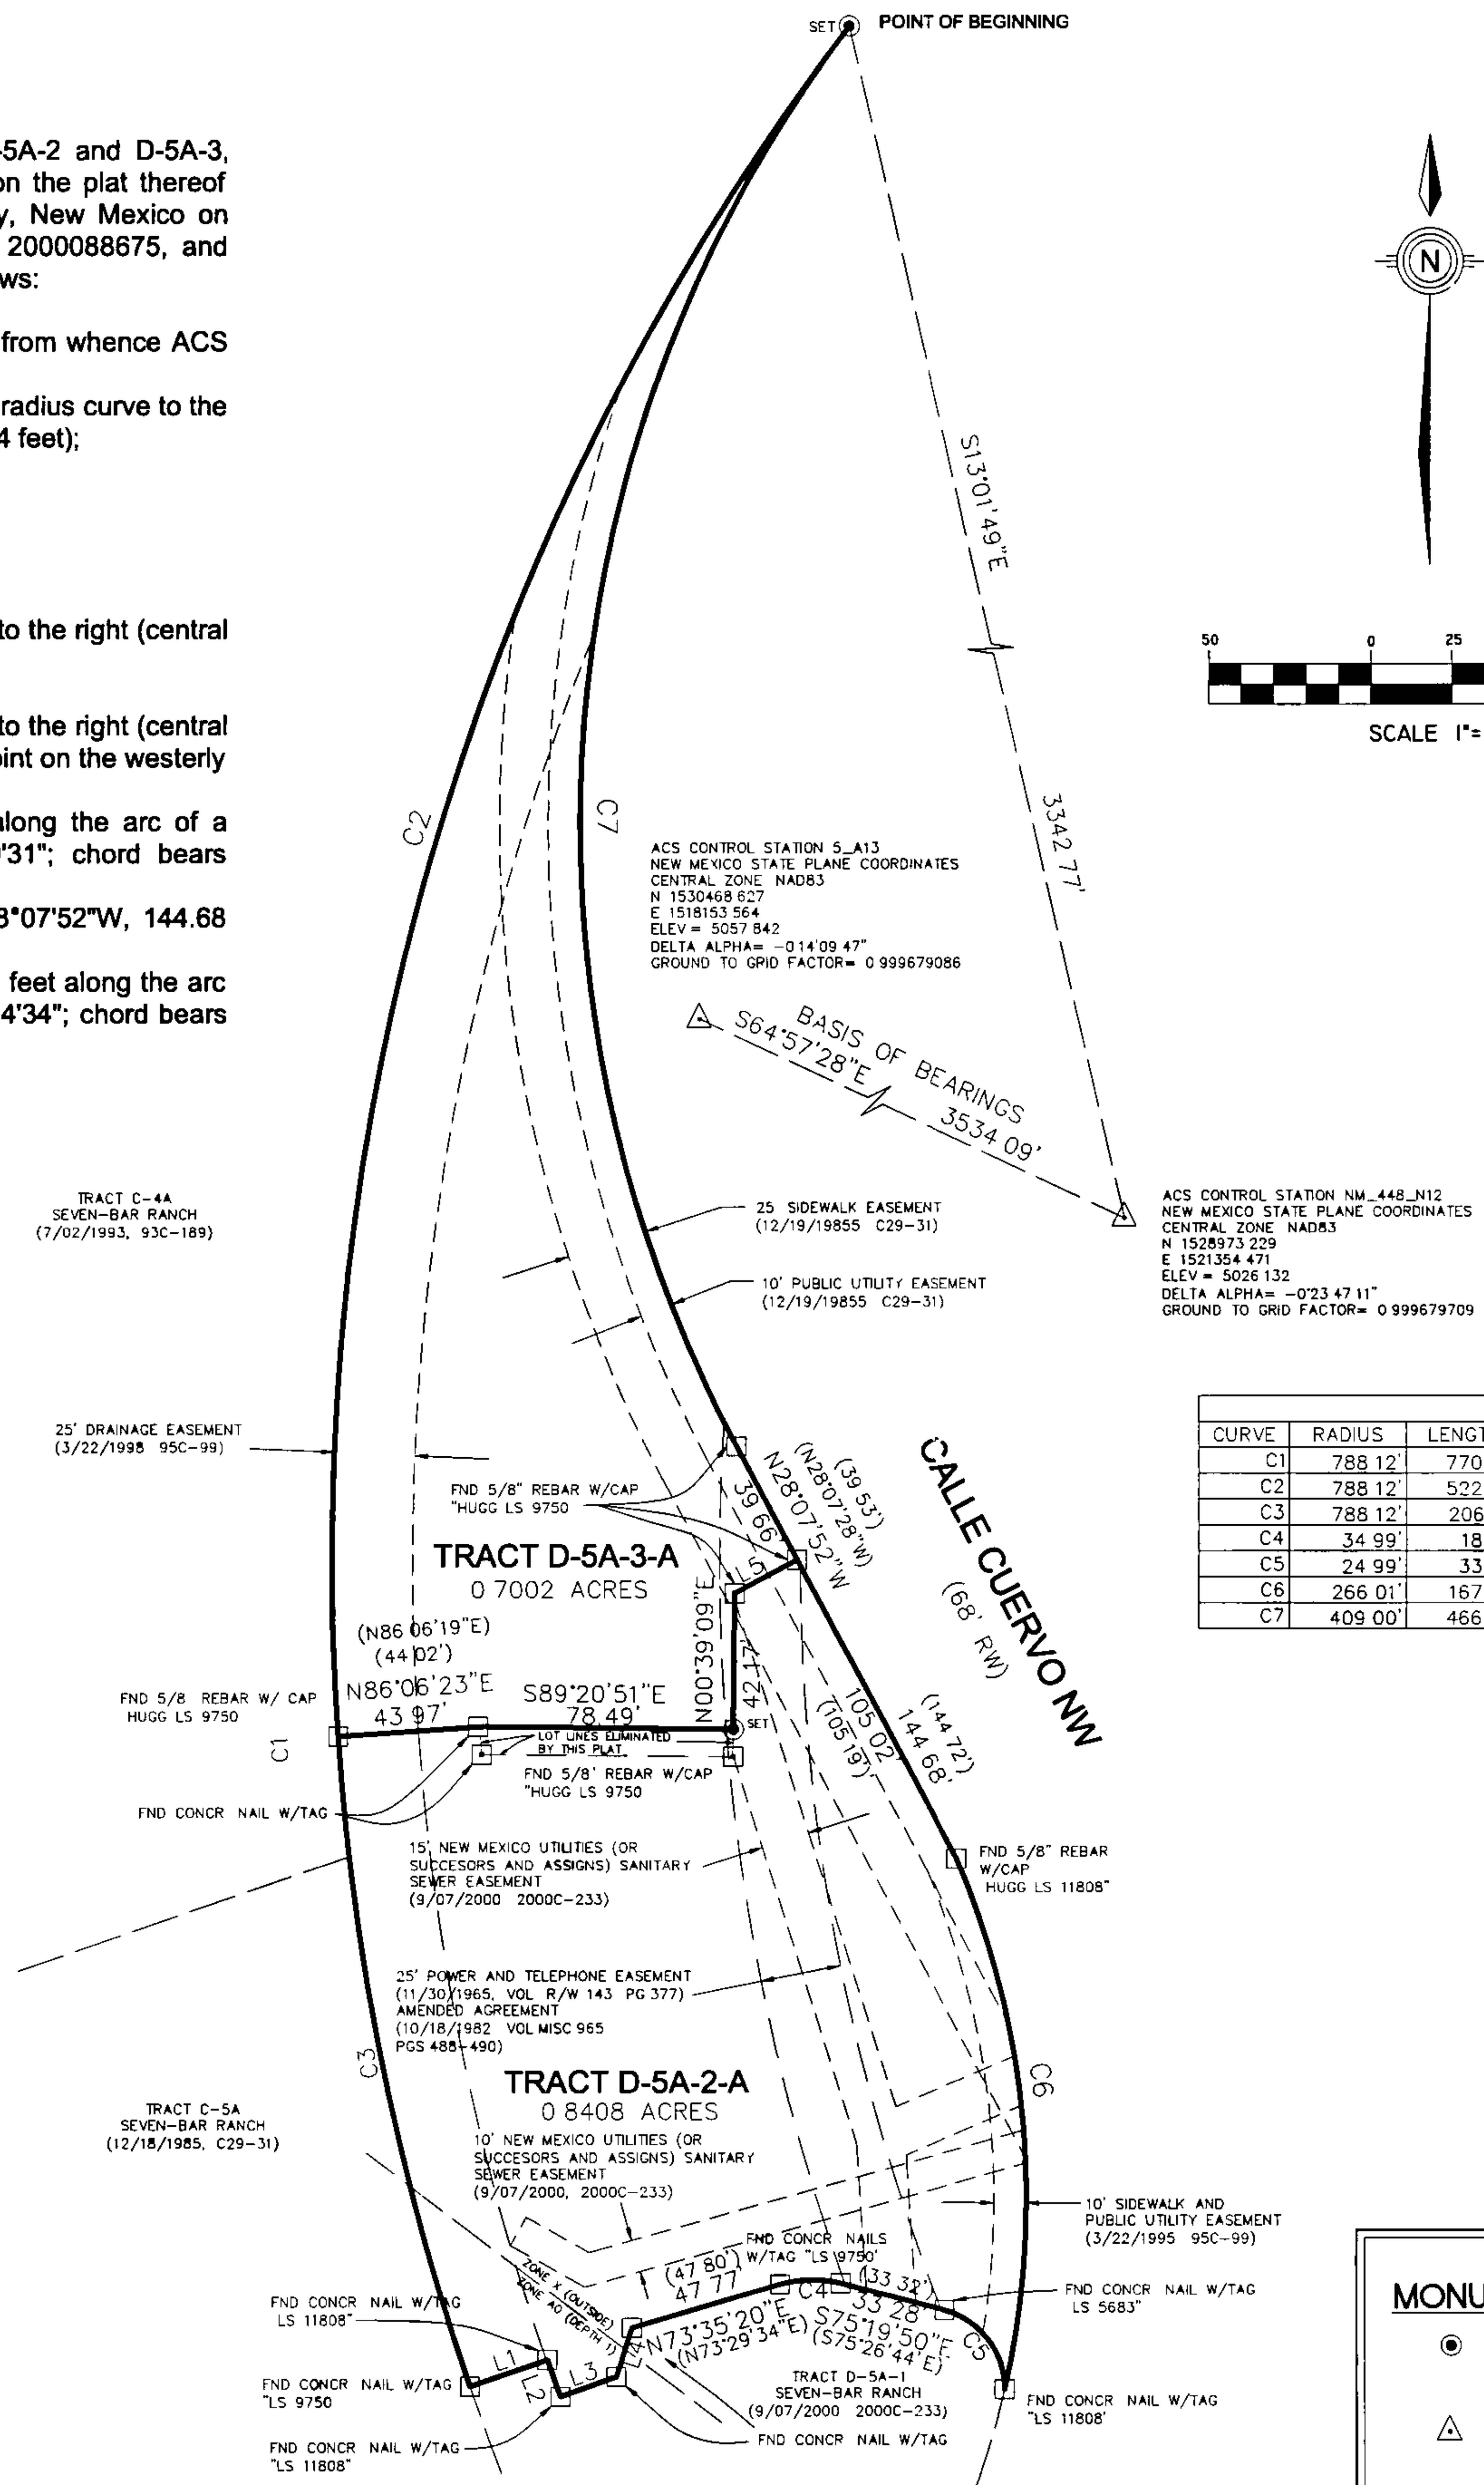 SET
POINT OF BEGINNING
-5A-2 and D-5A-3,
on the plat thereof
y, New Mexico on
2000088675, and
ws:
from whence ACS
radius curve to the
4 feet);
to the right (central
to the right (central
int on the westerly
along the arc of a
'31"; chord bears
8°07'52"W, 144.68
feet along the arc
4'34"; chord bears
N
50 0 25
SCALE 1"=
S13°01'49"E
3342 77'
C2
C7
ACS CONTROL STATION 5_A13
NEW MEXICO STATE PLANE COORDINATES
CENTRAL ZONE NAD83
N 1530468 627
E 1518153 564
ELEV = 5057 842
DELTA ALPHA= -0 14'09 47"
GROUND TO GRID FACTOR= 0 999679086
BASIS OF BEARINGS
S64°57'28"E
3534 09'
ACS CONTROL STATION NM_448_N12
NEW MEXICO STATE PLANE COORDINATES
CENTRAL ZONE NAD83
N 1528973 229
E 1521354 471
ELEV = 5026 132
DELTA ALPHA= -0°23 47 11"
GROUND TO GRID FACTOR= 0 999679709
TRACT C-4A
SEVEN-BAR RANCH
(7/02/1993, 93C-189)
25 SIDEWALK EASEMENT
(12/19/19855 C29-31)
10' PUBLIC UTILITY EASEMENT
(12/19/19855 C29-31)
25' DRAINAGE EASEMENT
(3/22/1998 95C-99)
CURVE RADIUS LENGT
C1 788 12' 770
C2 788 12' 522
C3 788 12' 206
C4 34 99' 18
C5 24 99' 33
C6 266 01' 167
C7 409 00' 466
FND 5/8" REBAR W/CAP
"HUGG LS 9750
(39 53')
(N28°07'28"W)
N28°07'52"W
39 66'
CALLE CUERVO NW
(68' RW)
TRACT D-5A-3-A
0 7002 ACRES
L5
N00°39'09"E
42.17'
(N86 06'19"E)
(44 02')
N86°06'23"E
43 97'
S89°20'51"E
78.49'
SET
LOT LINES ELIMINATED
BY THIS PLAT
FND 5/8 REBAR W/ CAP
HUGG LS 9750
C1
FND 5/8' REBAR W/CAP
"HUGG LS 9750
FND CONCR NAIL W/TAG
105 02'
(105 19')
(144 72')
144 68'
FND 5/8" REBAR
W/CAP
HUGG LS 11808"
15' NEW MEXICO UTILITIES (OR
SUCCESORS AND ASSIGNS) SANITARY
SEWER EASEMENT
(9/07/2000 2000C-233)
25' POWER AND TELEPHONE EASEMENT
(11/30/1965, VOL R/W 143 PG 377)
AMENDED AGREEMENT
(10/18/1982 VOL MISC 965
PGS 488-490)
C3
C6
TRACT D-5A-2-A
0 8408 ACRES
TRACT C-5A
SEVEN-BAR RANCH
(12/18/1985, C29-31)
10' NEW MEXICO UTILITIES (OR
SUCCESORS AND ASSIGNS) SANITARY
SEWER EASEMENT
(9/07/2000, 2000C-233)
10' SIDEWALK AND
PUBLIC UTILITY EASEMENT
(3/22/1995 95C-99)
FND CONCR NAILS
W/TAG "LS 9750'
(47 80')
47 77'
C4
(33 32')
33 28'
ZONE X (OUTSIDE)
ZONE AO (DEPTH 1)
N73°35'20"E
(N73°29'34"E)
S75°19'50"E
(S75°26'44"E)
C5
FND CONCR NAIL W/TAG
LS 5683"
FND CONCR NAIL W/TAG
LS 11808"
L1
L2
L3
L4
FND CONCR NAIL W/TAG
"LS 9750
TRACT D-5A-1
SEVEN-BAR RANCH
(9/07/2000 2000C-233)
FND CONCR NAIL W/TAG
"LS 11808'
FND CONCR NAIL W/TAG
FND CONCR NAIL W/TAG
"LS 11808"
MONU